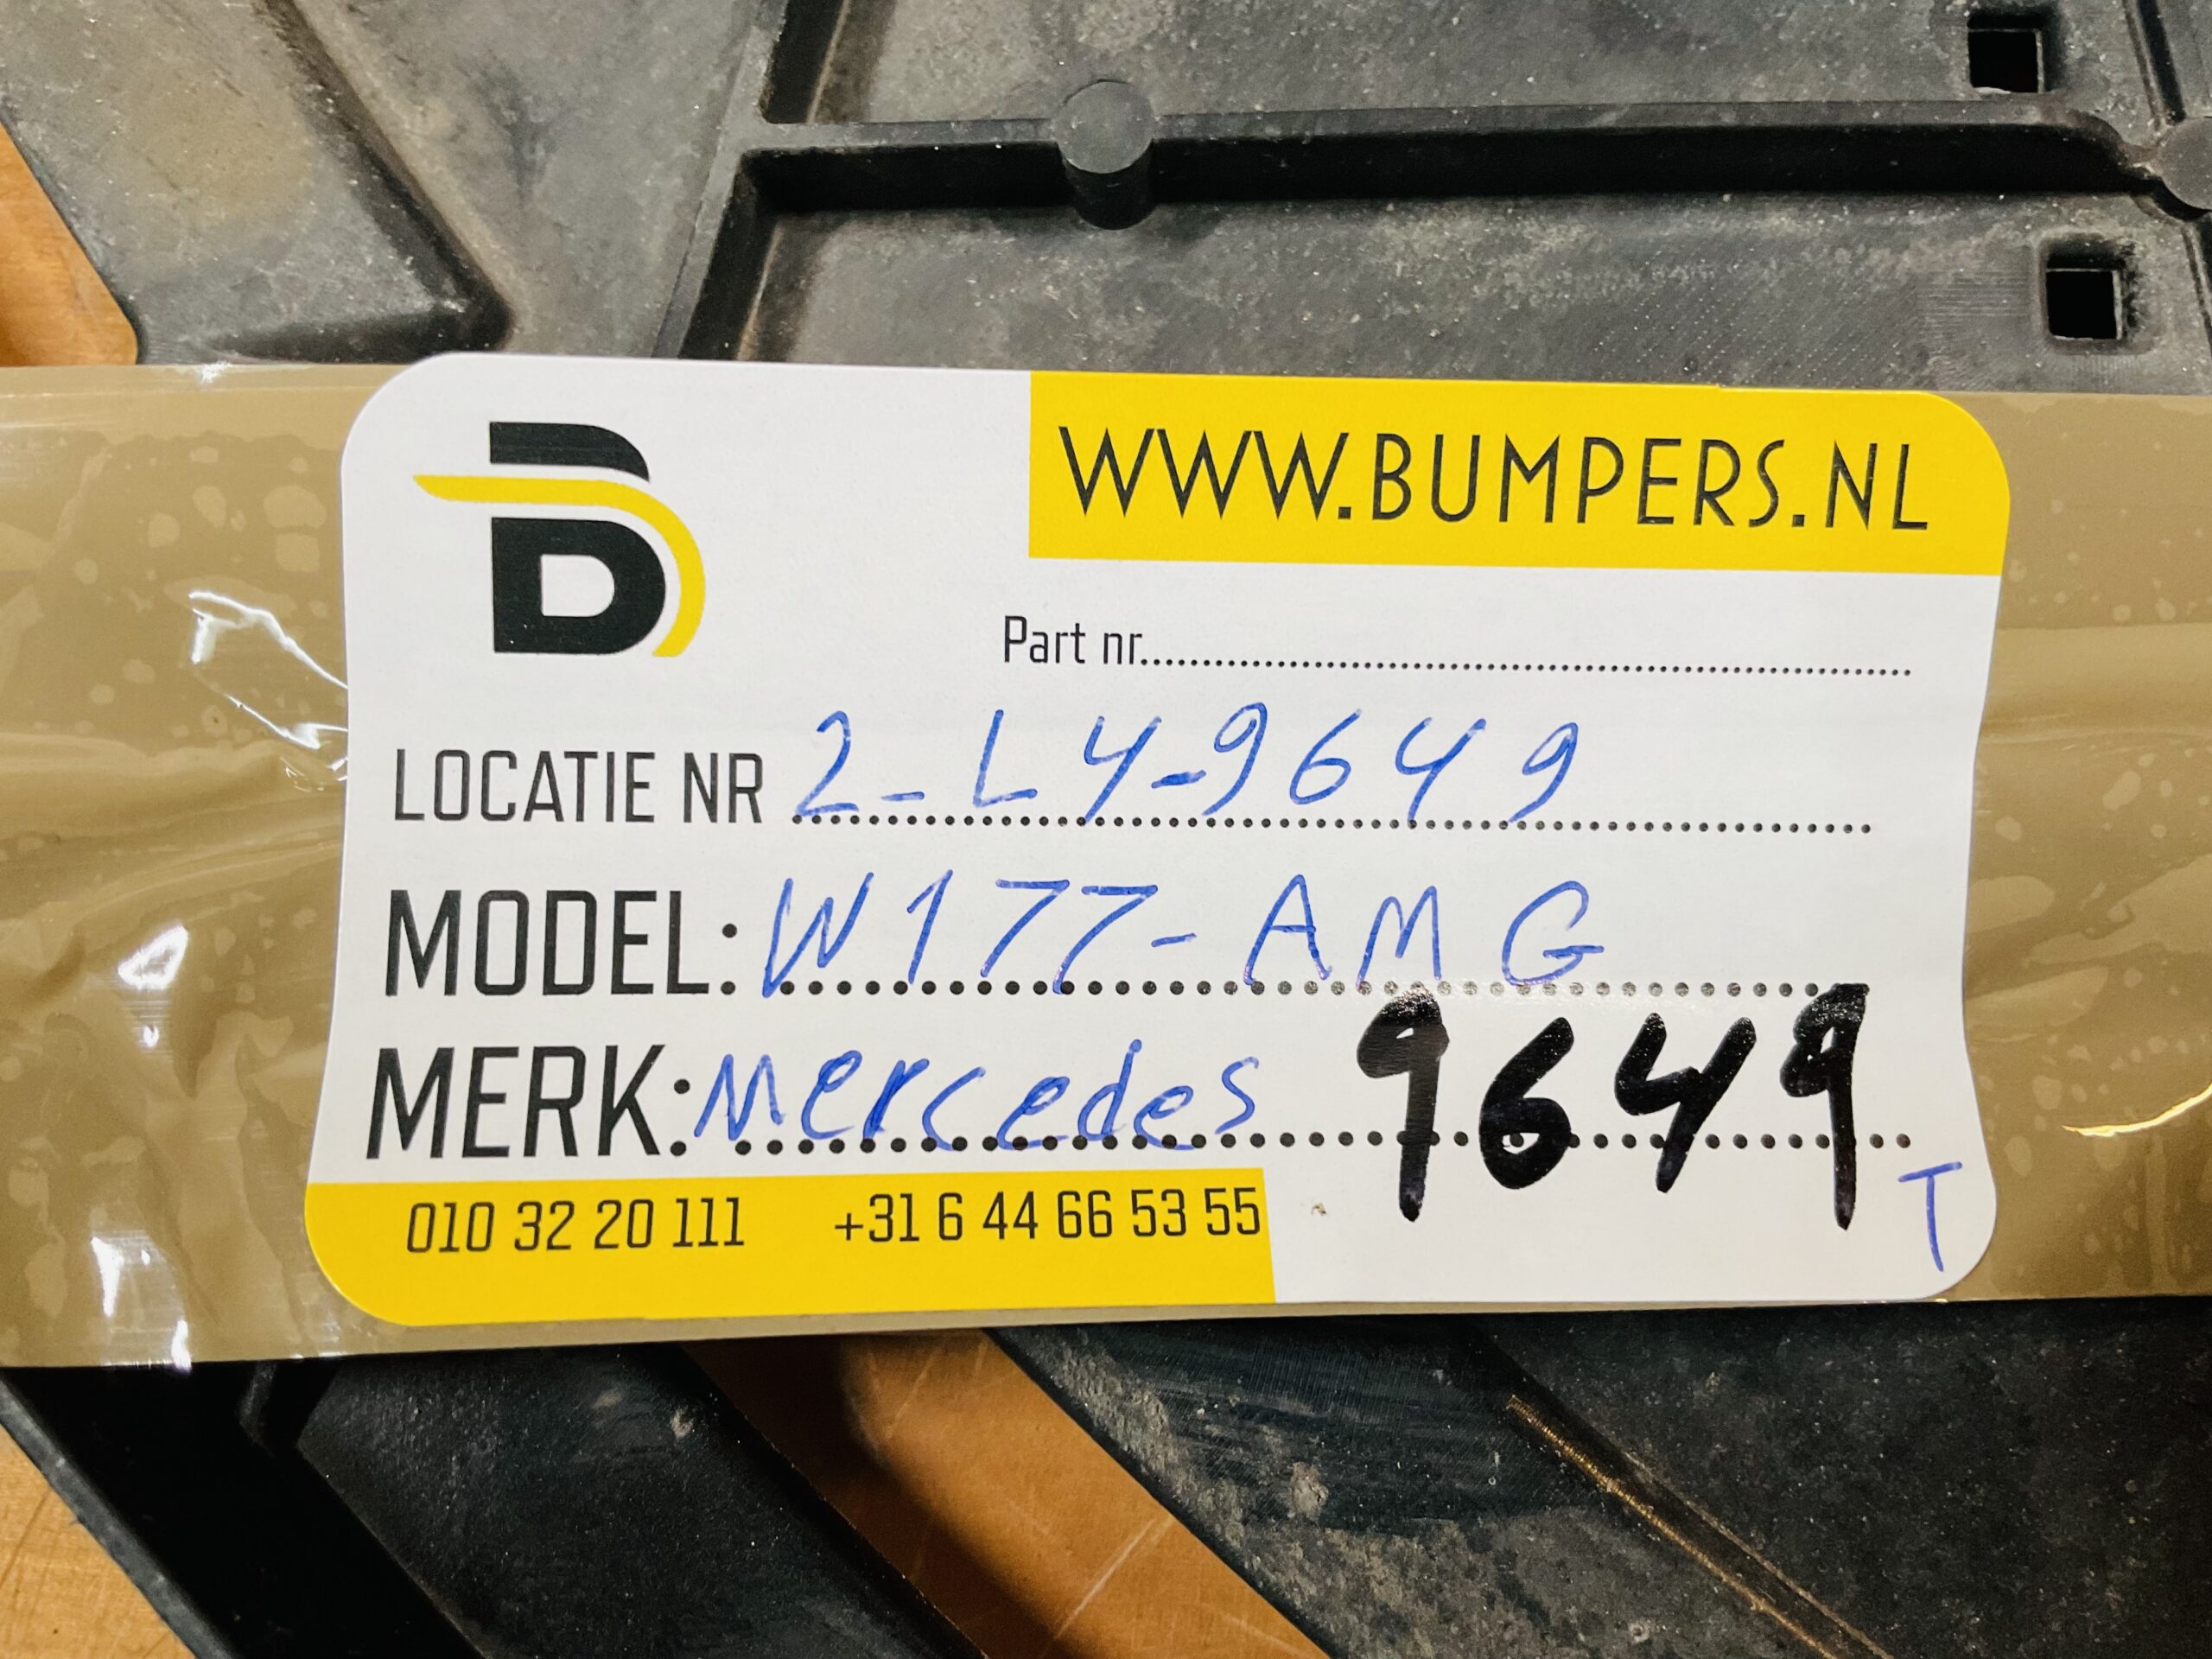 B
WWW.BUMPERS.NL
Part nr.
LOCATIE NR 2-L4-9649
MODEL: W177-AMG
MERK: Mercedes 9649
T
010 32 20 111 +31 6 44 66 53 55